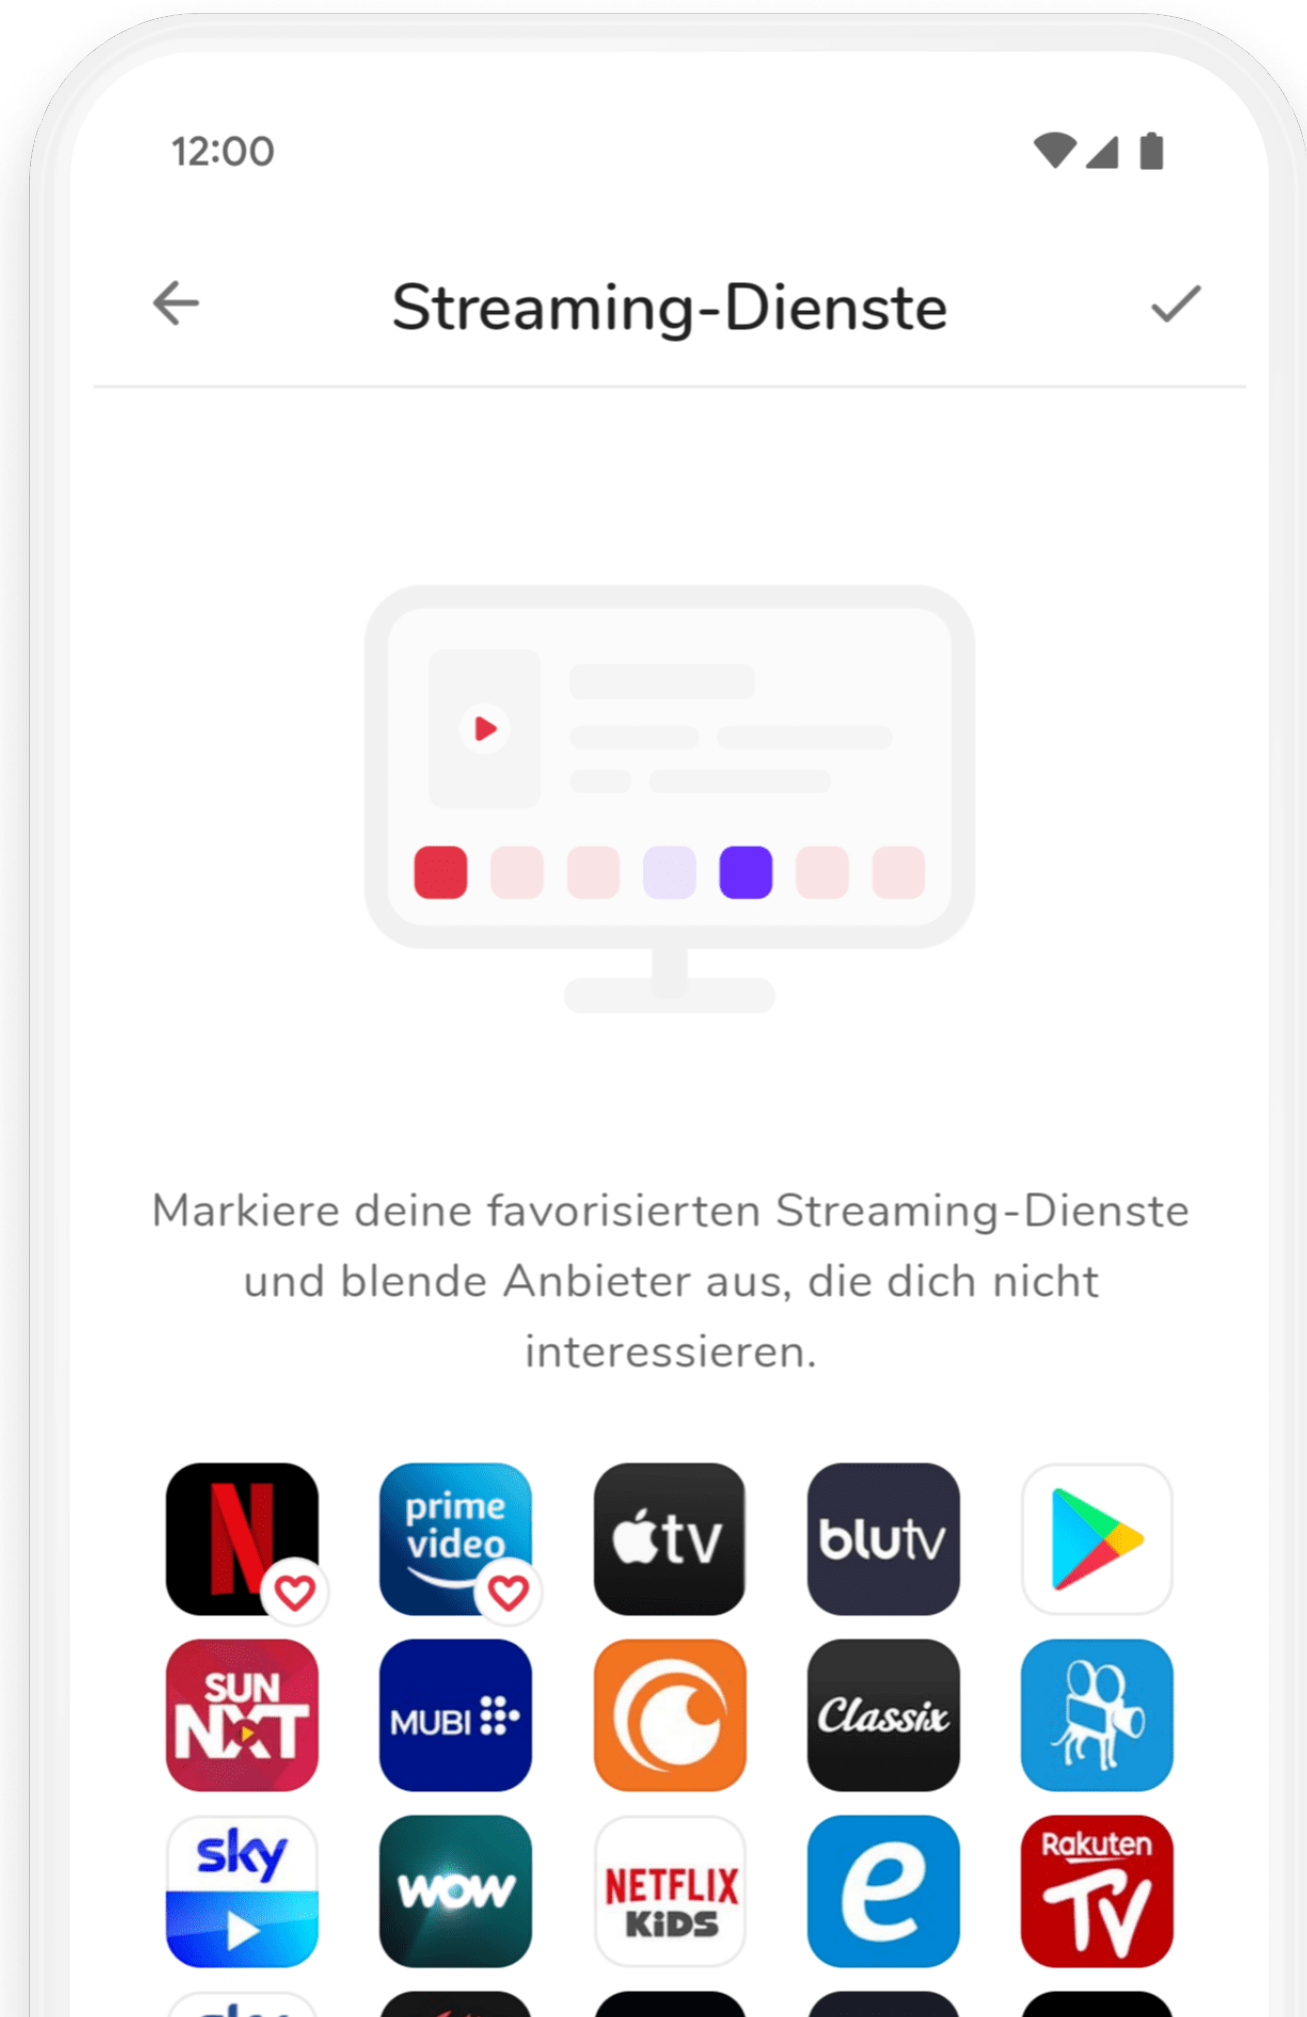 12:00
Streaming-Dienste
Markiere deine favorisierten Streaming-Dienste
und blende Anbieter aus, die dich nicht
interessieren.
N
prime
video
tv
blutv
SUN
NXT
MUBI
Classix
sky
WOW
NETFLIX
KiDS
e
Rakuten
TV